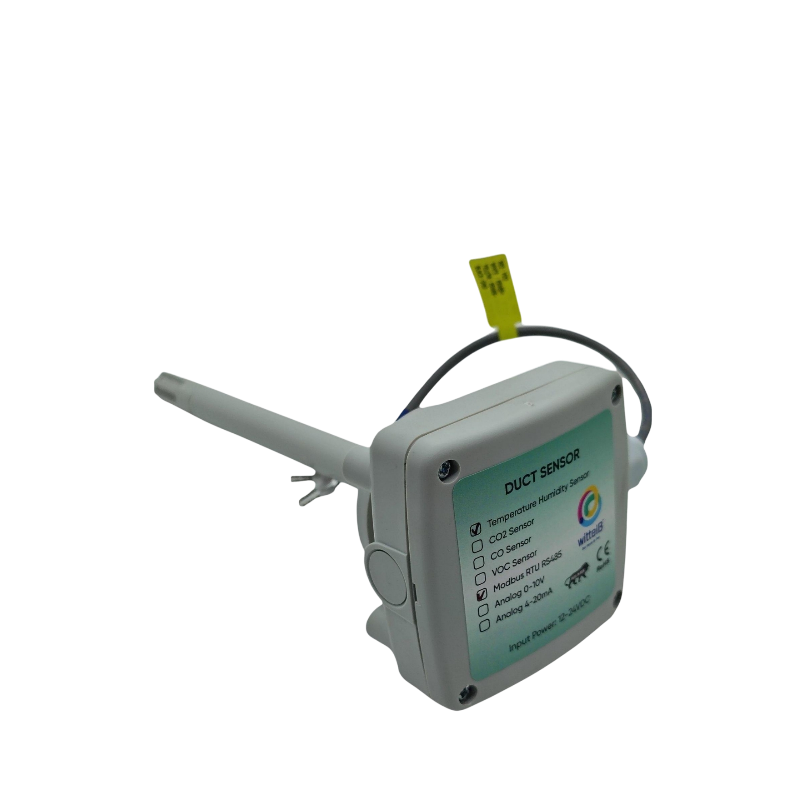 DUCT SENSOR
Temperature Humidity Sensor
CO2 Sensor
CO Sensor
VOC Sensor
Modbus RTU RS485
Analog 0-10V
Analog 4-20mA
Input Power: 12-24VDC
CE
RoHS